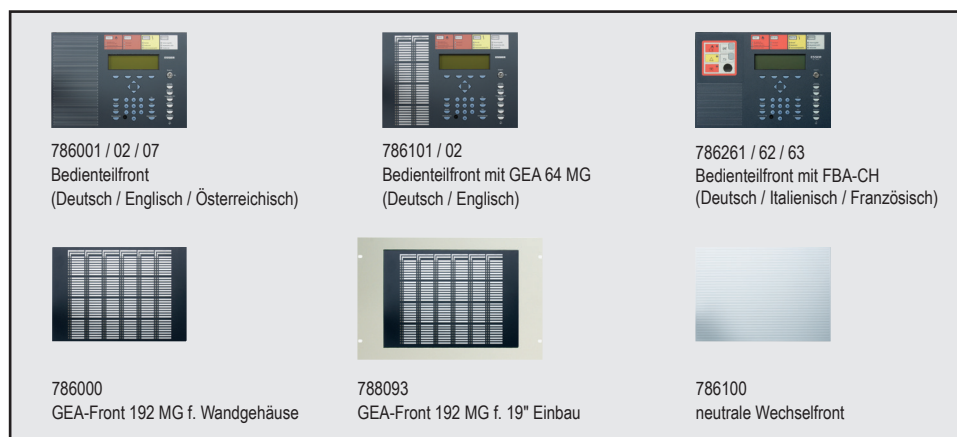 786001 / 02 / 07
Bedienteilfront
(Deutsch / Englisch / Österreichisch)
786101 / 02
Bedienteilfront mit GEA 64 MG
(Deutsch / Englisch)
786261 / 62 / 63
Bedienteilfront mit FBA-CH
(Deutsch / Italienisch / Französisch)
786000
GEA-Front 192 MG f. Wandgehäuse
788093
GEA-Front 192 MG f. 19" Einbau
786100
neutrale Wechselfront